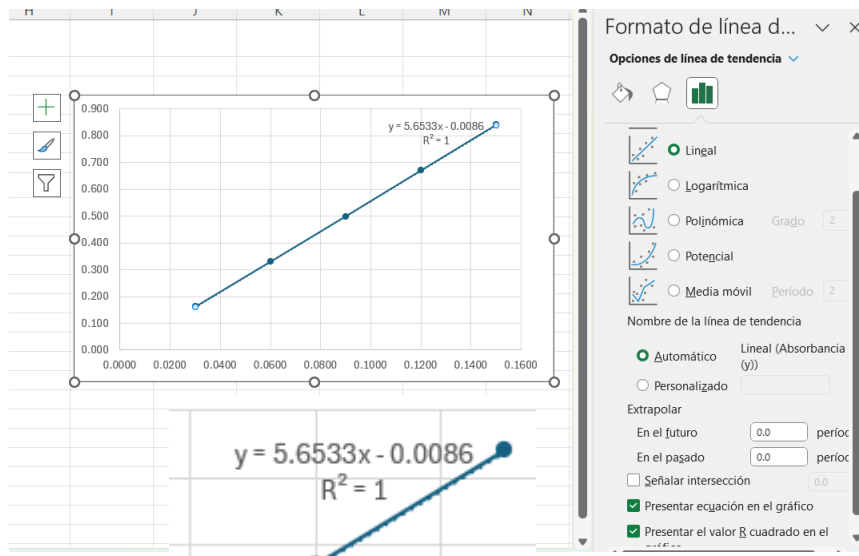 H I J K L M N
0.900
0.800
0.700
0.600
0.500
0.400
0.300
0.200
0.100
0.000
y = 5.6533x - 0.0086
R² = 1
0.0000 0.0200 0.0400 0.0600 0.0800 0.1000 0.1200 0.1400 0.1600
y = 5.6533x - 0.0086
R² = 1
Formato de línea d...
Opciones de línea de tendencia
Lineal
Logarítmica
Polinómica Grado 2
Potencial
Media móvil Período 2
Nombre de la línea de tendencia
Automático Lineal (Absorbancia
(y))
Personalizado
Extrapolar
En el futuro 0.0 períoc
En el pasado 0.0 períoc
Señalar intersección 0.0
Presentar ecuación en el gráfico
Presentar el valor R cuadrado en el
gráfico